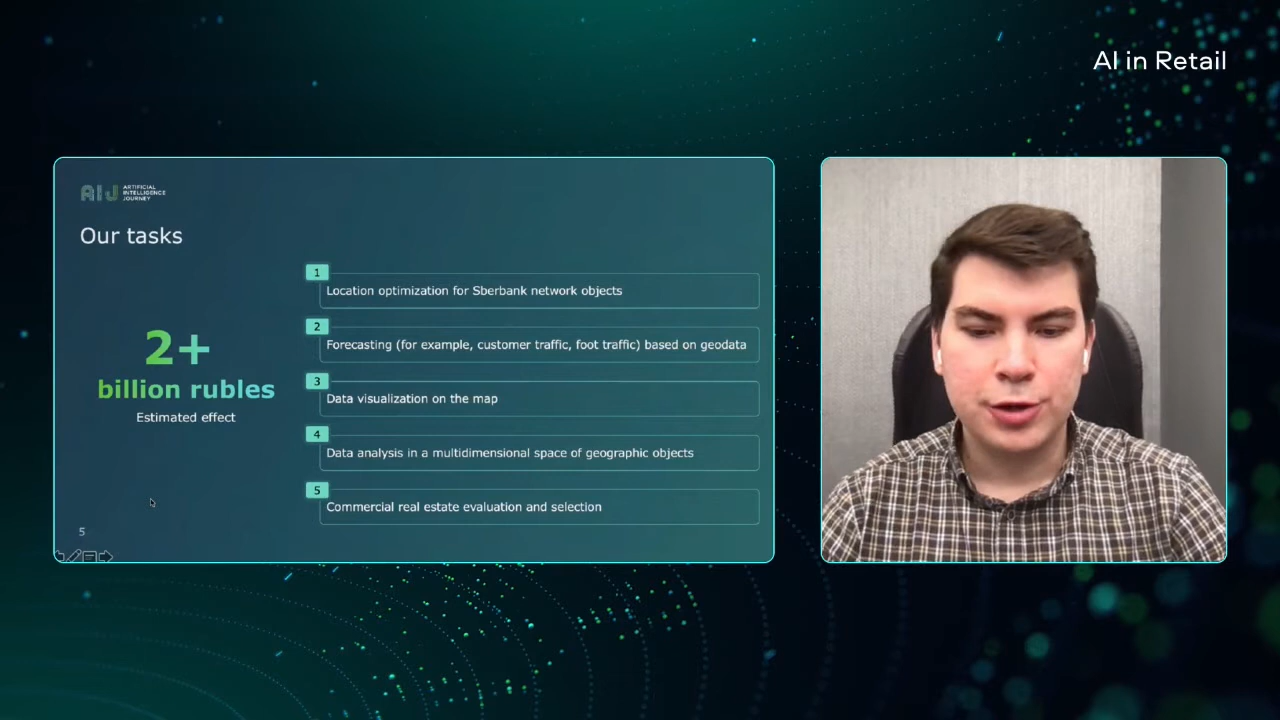 AI in Retail
AIJ
ARTIFICIAL
INTELLIGENCE
JOURNEY
Our tasks
2+
billion rubles
Estimated effect
1
Location optimization for Sberbank network objects
2
Forecasting (for example, customer traffic, foot traffic) based on geodata
3
Data visualization on the map
4
Data analysis in a multidimensional space of geographic objects
5
Commercial real estate evaluation and selection
5